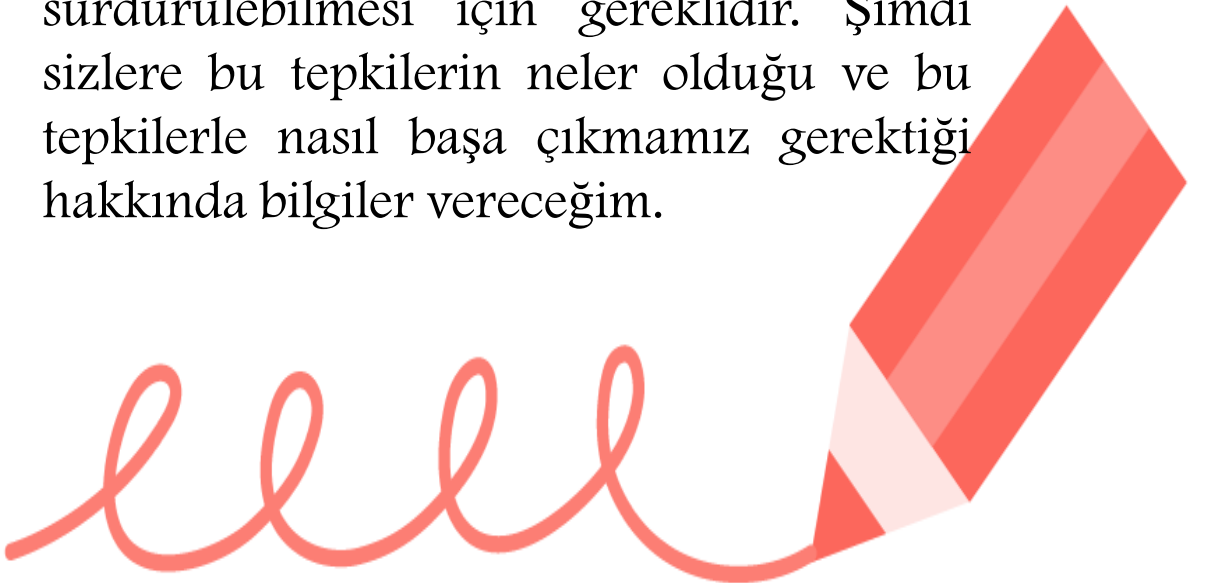 sürdürülebilmesi için gereklidir. Şimdi
sizlere bu tepkilerin neler olduğu ve bu
tepkilerle nasıl başa çıkmamız gerektiği
hakkında bilgiler vereceğim.